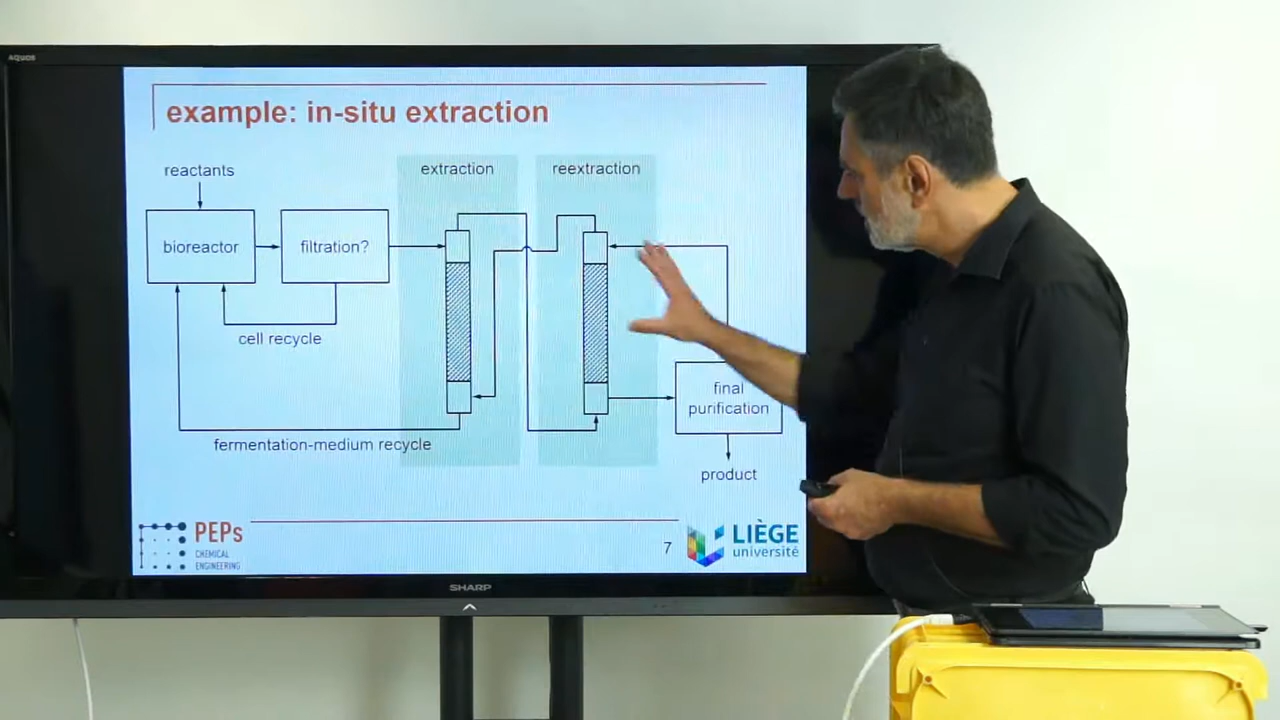 AQUOS
example: in-situ extraction
reactants
extraction
reextraction
bioreactor
filtration?
cell recycle
final
purification
fermentation-medium recycle
product
PEPs
CHEMICAL
ENGINEERING
7
LIÈGE
université
SHARP